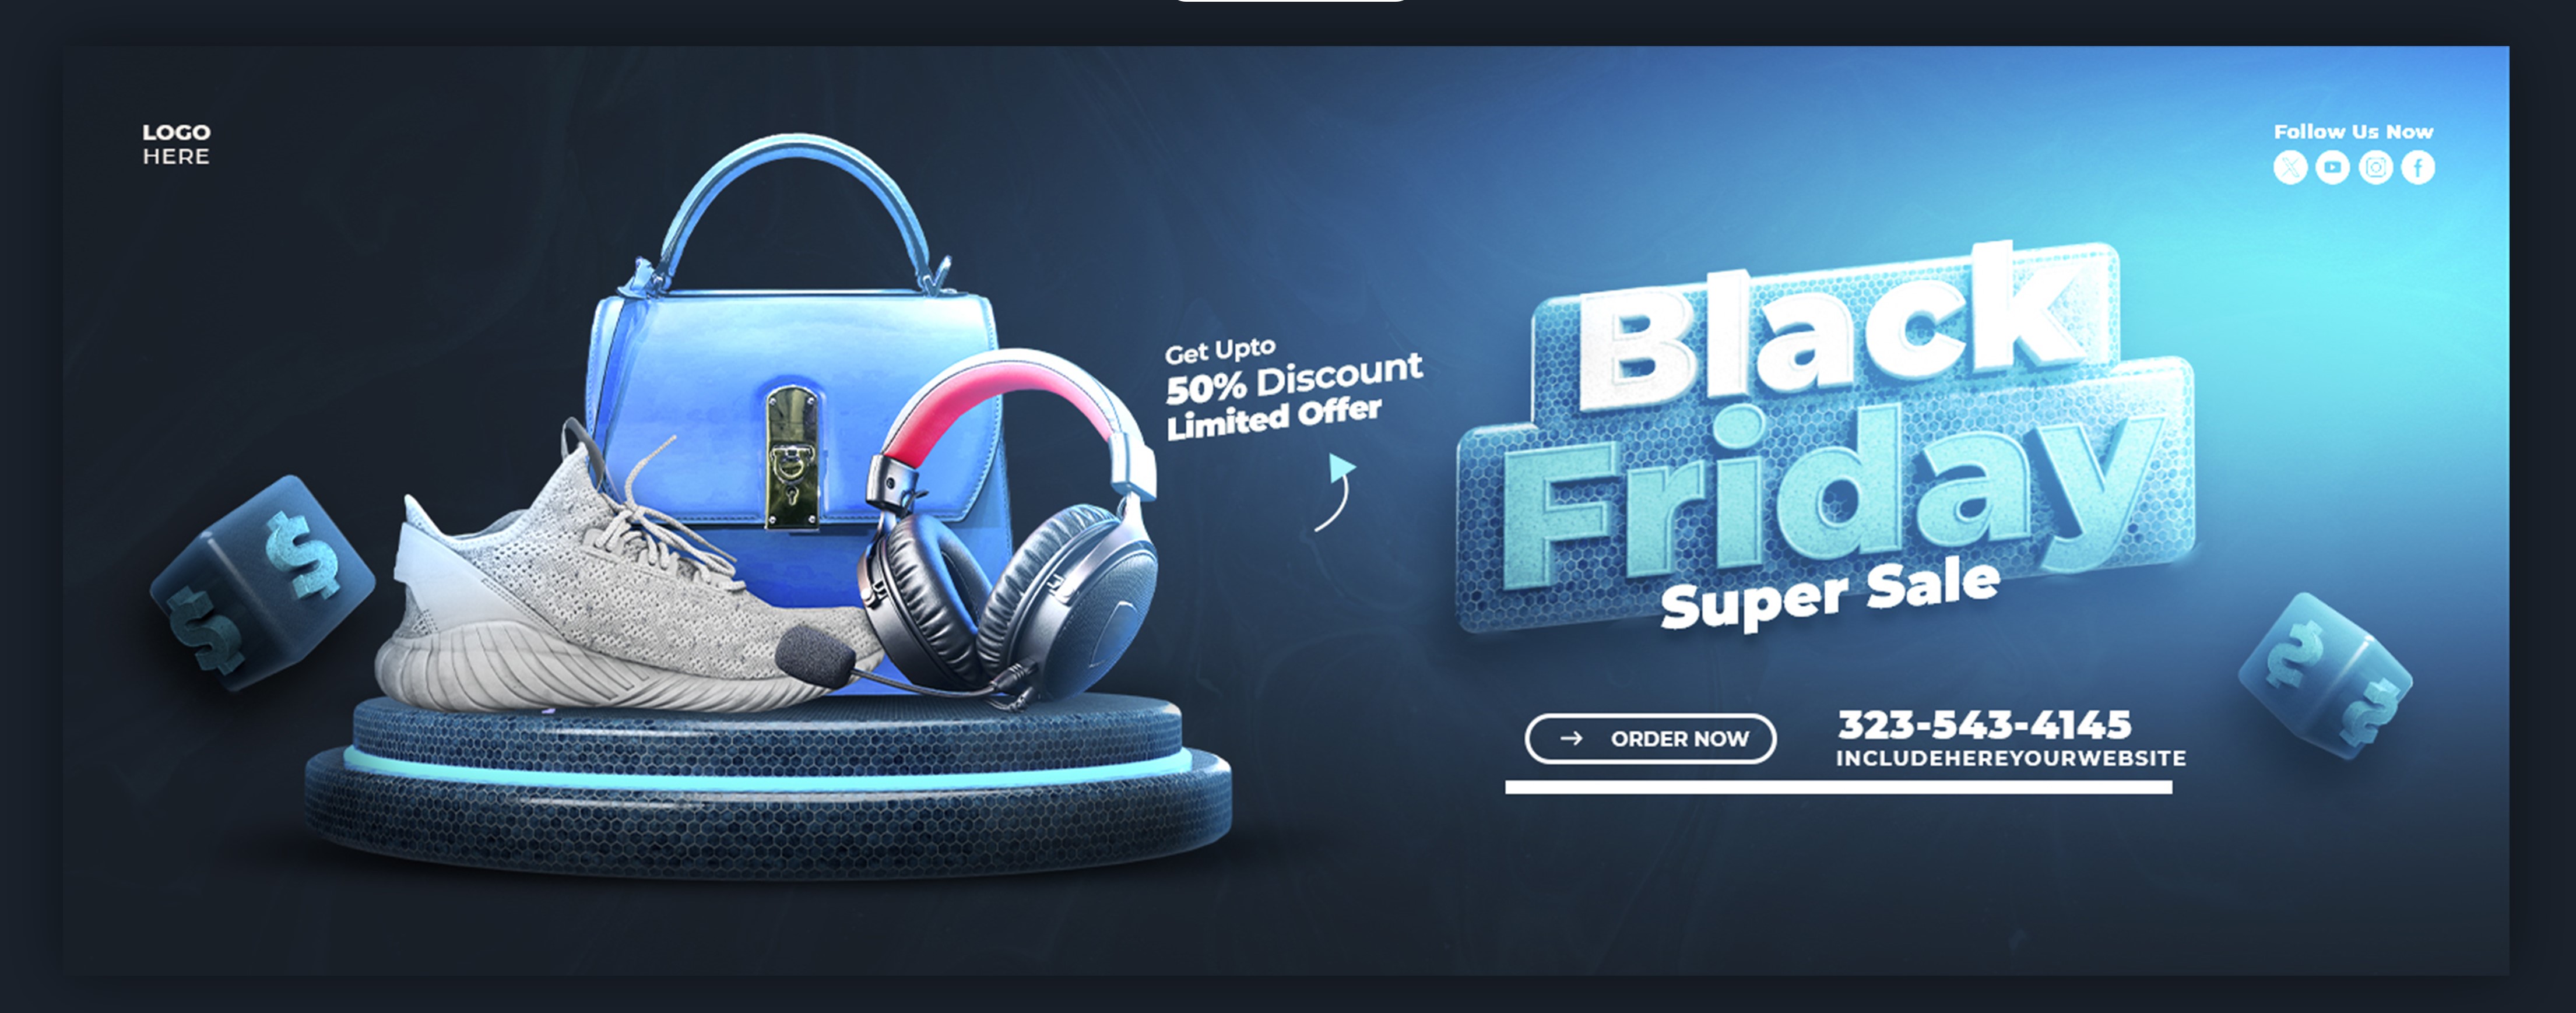 LOGO
HERE
Follow Us Now
Get Upto
50% Discount
Limited Offer
Black
Friday
Super Sale
→ ORDER NOW
323-543-4145
INCLUDEHEREYOURWEBSITE
$
$
$
$